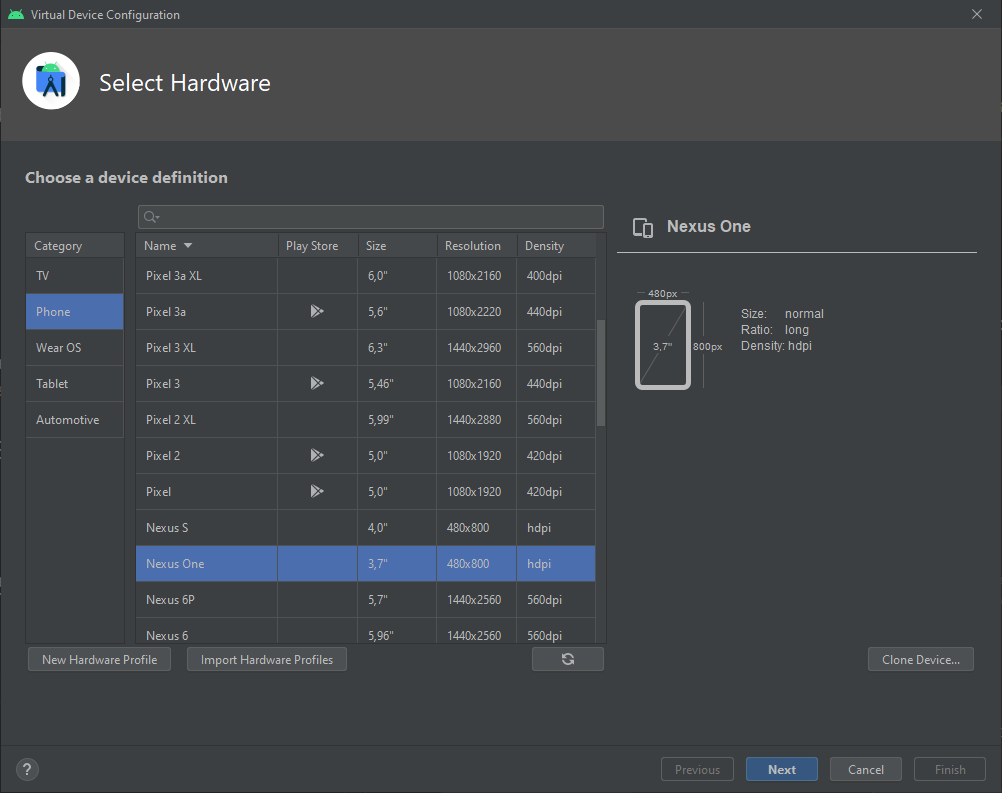 Virtual Device Configuration
Select Hardware
Choose a device definition
Category
TV
Phone
Wear OS
Tablet
Automotive
Name Play Store Size Resolution Density
Pixel 3a XL 6,0" 1080x2160 400dpi
Pixel 3a 5,6" 1080x2220 440dpi
Pixel 3 XL 6,3" 1440x2960 560dpi
Pixel 3 5,46" 1080x2160 440dpi
Pixel 2 XL 5,99" 1440x2880 560dpi
Pixel 2 5,0" 1080x1920 420dpi
Pixel 5,0" 1080x1920 420dpi
Nexus S 4,0" 480x800 hdpi
Nexus One 3,7" 480x800 hdpi
Nexus 6P 5,7" 1440x2560 560dpi
Nexus 6 5,96" 1440x2560 560dpi
Nexus One
480px
3,7"
800px
Size: normal
Ratio: long
Density: hdpi
New Hardware Profile
Import Hardware Profiles
Clone Device...
?
Previous
Next
Cancel
Finish